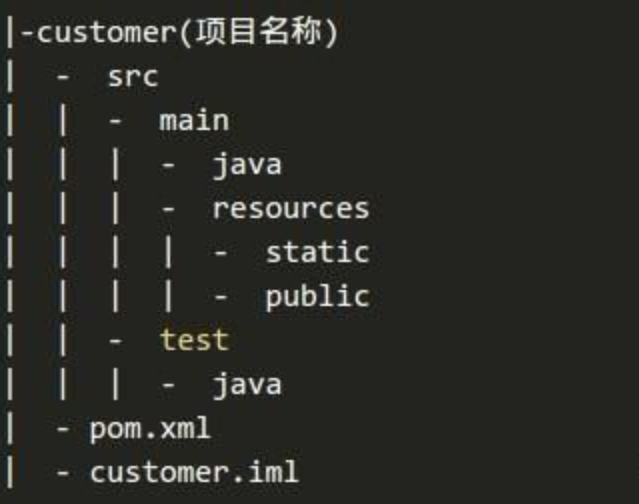 |-customer(项目名称)
|  -  src
|  |  -  main
|  |  |  -  java
|  |  |  -  resources
|  |  |  |  -  static
|  |  |  |  -  public
|  |  -  test
|  |  |  -  java
|  - pom.xml
|  - customer.iml